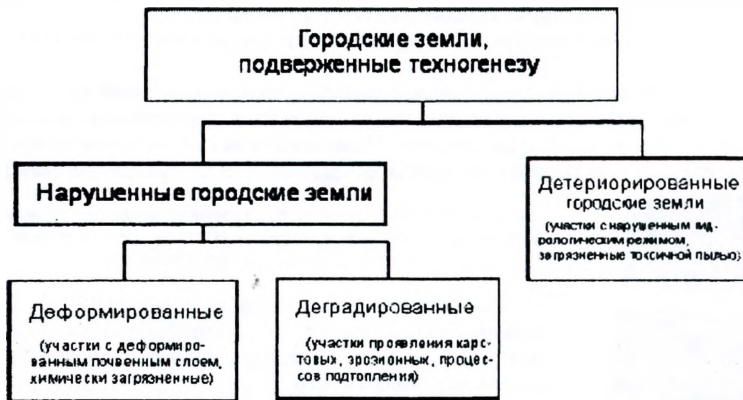 Городские земли,
подверженные техногенезу
Нарушенные городские земли
Детериорированные
городские земли
(участки с нарушенным гид-
рологическим режимом,
загрязненные токсичной пылью)
Деформированные
(участки с деформиро-
ванным почвенным слоем,
химически загрязненные)
Деградированные
(участки проявления карс-
товых, эрозионных, процес-
сов подтопления)